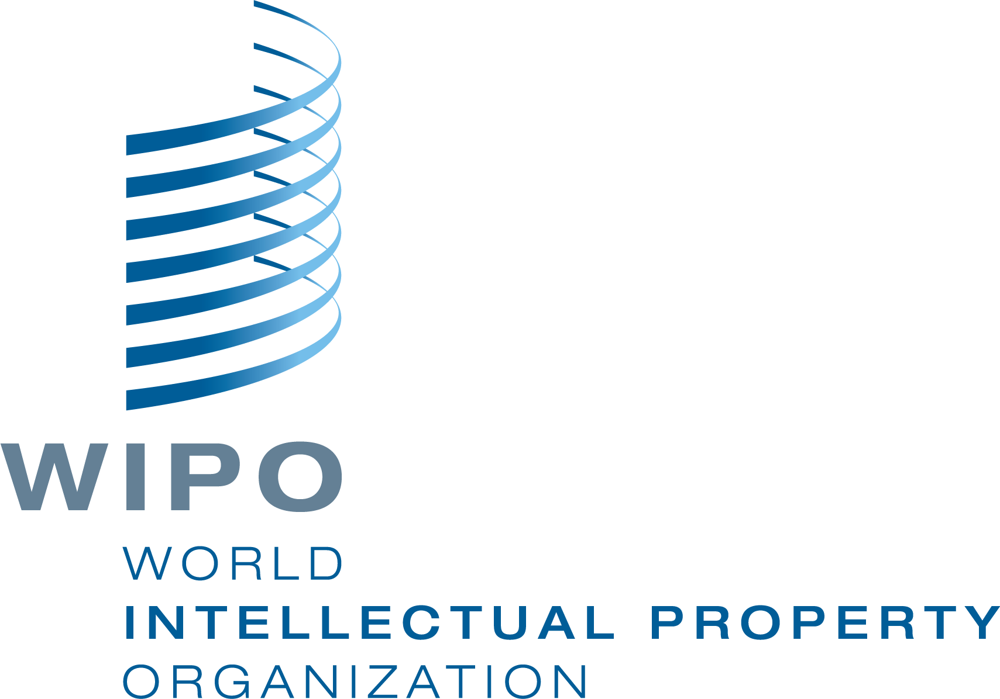 WIPO
WORLD
INTELLECTUAL PROPERTY
ORGANIZATION